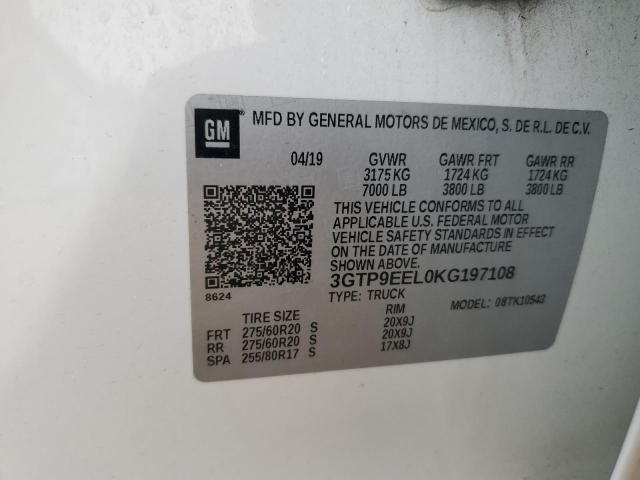 GM MFD BY GENERAL MOTORS DE MEXICO, S. DE R.L. DE C.V.
04/19 GVWR GAWR FRT GAWR RR
3175 KG 1724 KG 1724 KG
7000 LB 3800 LB 3800 LB
THIS VEHICLE CONFORMS TO ALL
APPLICABLE U.S. FEDERAL MOTOR
VEHICLE SAFETY STANDARDS IN EFFECT
ON THE DATE OF MANUFACTURE
SHOWN ABOVE.
8624
3GTP9EEL0KG197108
TYPE: TRUCK MODEL: 08TK10543
TIRE SIZE RIM
FRT 275/60R20 S 20X9J
RR 275/60R20 S 20X9J
SPA 255/80R17 S 17X8J